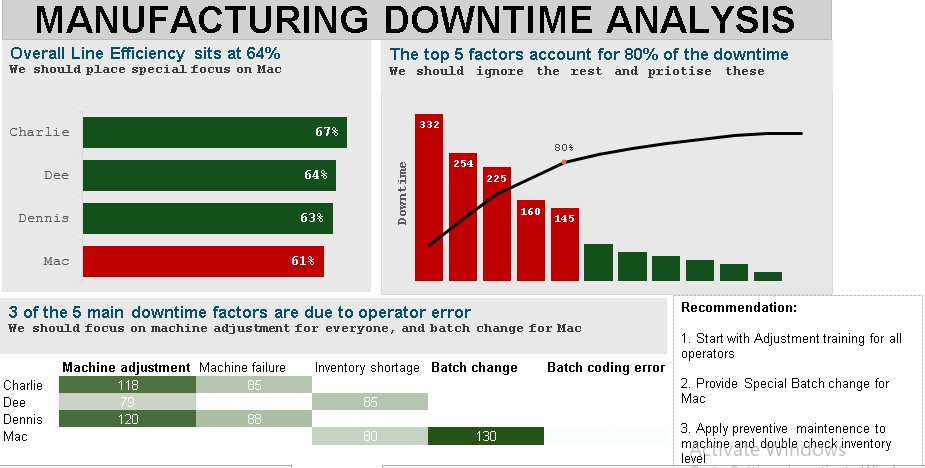 MANUFACTURING DOWNTIME ANALYSIS
Overall Line Efficiency sits at 64%
We should place special focus on Mac
Charlie 67%
Dee 64%
Dennis 63%
Mac 61%
The top 5 factors account for 80% of the downtime
We should ignore the rest and priotise these
Downtime
332
254
225
160
145
80%
3 of the 5 main downtime factors are due to operator error
We should focus on machine adjustment for everyone, and batch change for Mac
Machine adjustment Machine failure Inventory shortage Batch change Batch coding error
Charlie 118 85
Dee 79 85
Dennis 120 88
Mac 80 130
Recommendation:
1. Start with Adjustment training for all
operators
2. Provide Special Batch change for
Mac
3. Apply preventive maintenence to
machine and double check inventory
level
Activate Windows